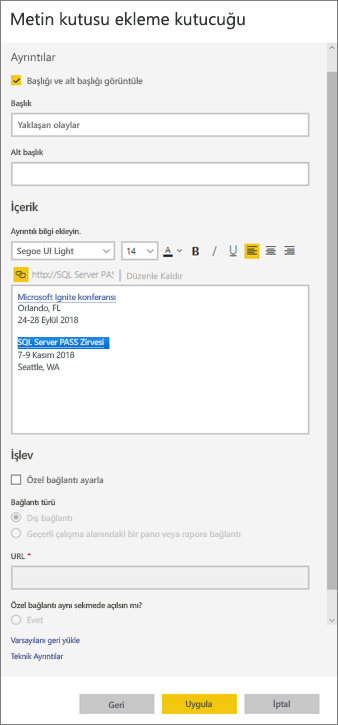 Metin kutusu ekleme kutucuğu
Ayrıntılar
Başlığı ve alt başlığı görüntüle
Başlık
Yaklaşan olaylar
Alt başlık
İçerik
Ayrıntılı bilgi ekleyin.
Segoe UI Light 14 A B I U
http://SQL Server PAS | Düzenle Kaldır
Microsoft Ignite konferansı
Orlando, FL
24-28 Eylül 2018
SQL Server PASS Zirvesi
7-9 Kasım 2018
Seattle, WA
İşlev
Özel bağlantı ayarla
Bağlantı türü
Dış bağlantı
Geçerli çalışma alanındaki bir pano veya rapora bağlantı
URL *
Özel bağlantı aynı sekmede açılsın mı?
Evet
Varsayılanı geri yükle
Teknik Ayrıntılar
Geri Uygula İptal